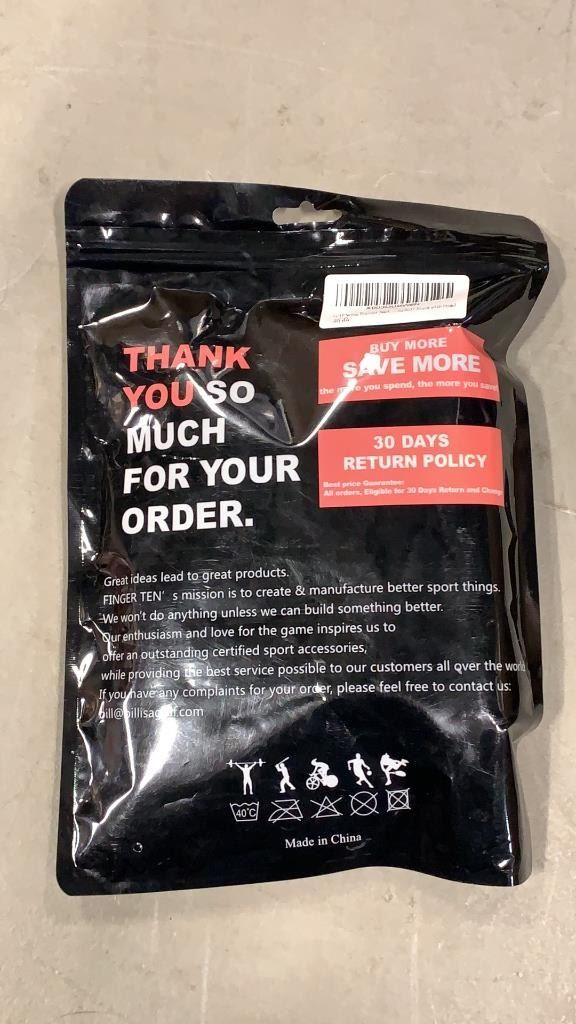 BUY MORE
SAVE MORE
the more you spend, the more you save
THANK
YOU SO
MUCH
FOR YOUR
ORDER.
30 DAYS
RETURN POLICY
Best price Guarantee:
All orders, Eligible for 30 Days Return and
Great ideas lead to great products.
FINGER TEN's mission is to create & manufacture better sport things.
We won't do anything unless we can build something better.
Our enthusiasm and love for the game inspires us to
offer an outstanding certified sport accessories,
while providing the best service possible to our customers all over the world
If you have any complaints for your order, please feel free to contact us:
40°C
Made in China